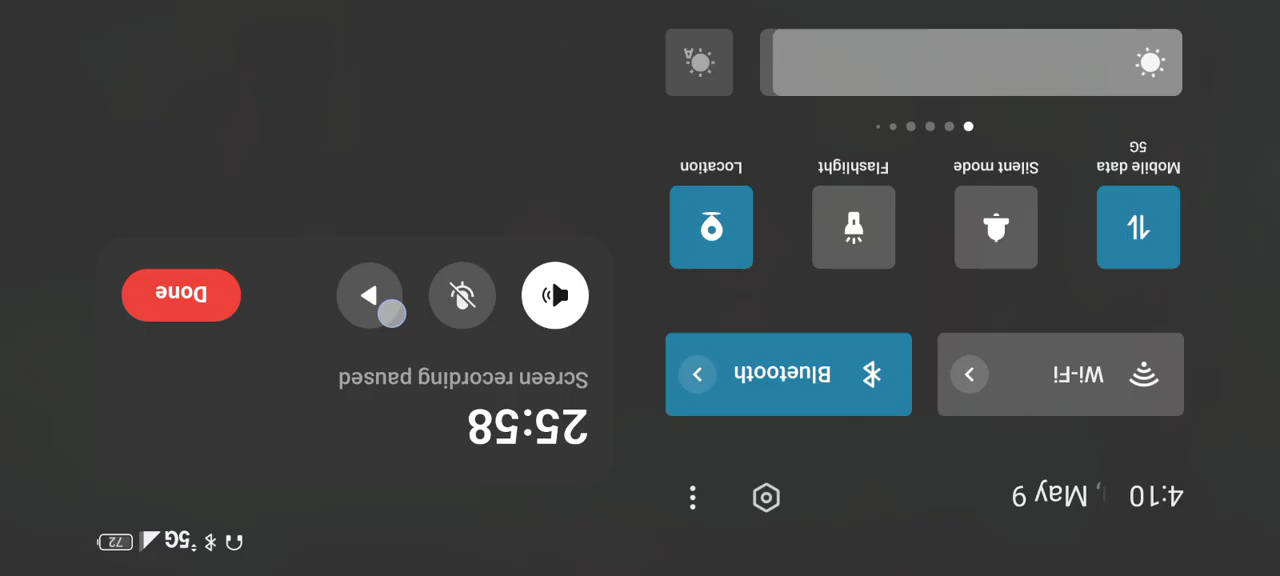 5G 72
4:10 , May 9
Wi-Fi
Bluetooth
Mobile data
5G
Silent mode
Flashlight
Location
A
25:58
Screen recording paused
Done